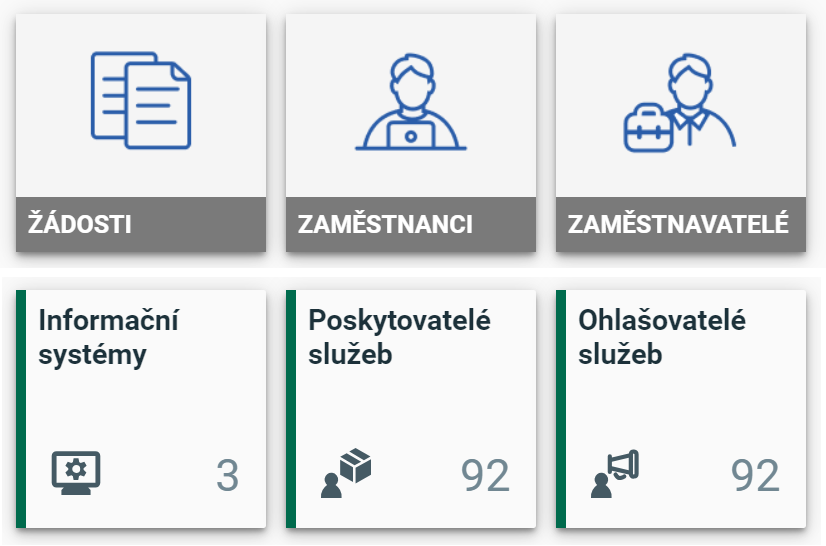 ŽÁDOSTI
ZAMĚSTNANCI
ZAMĚSTNAVATELÉ
Informační
systémy
3
Poskytovatelé
služeb
92
Ohlašovatelé
služeb
92